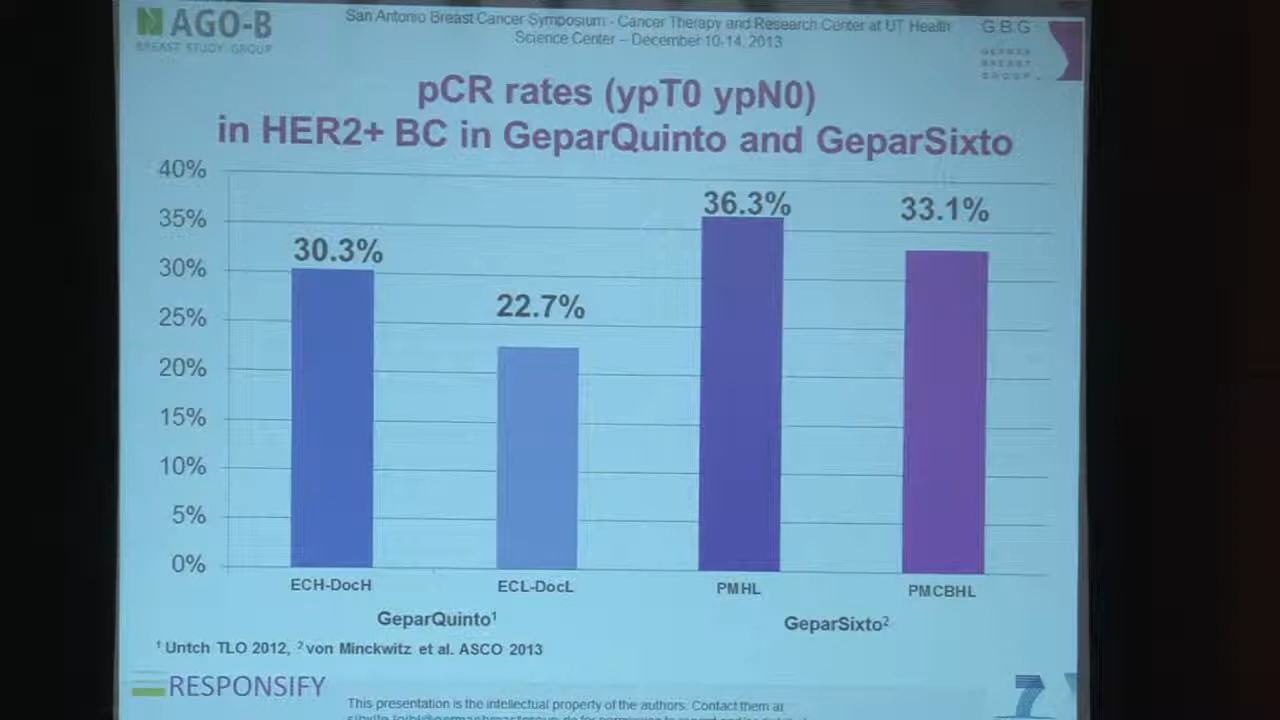 AGO-B
BREAST STUDY GROUP
San Antonio Breast Cancer Symposium - Cancer Therapy and Research Center at UT Health
Science Center – December 10-14, 2013
GBG
GERMAN
BREAST
GROUP
pCR rates (ypT0 ypN0)
in HER2+ BC in GeparQuinto and GeparSixto
40%
35%
30%
25%
20%
15%
10%
5%
0%
30.3%
22.7%
36.3%
33.1%
ECH-DocH
ECL-DocL
PMHL
PMCBHL
GeparQuinto¹
GeparSixto²
¹ Untch TLO 2012, ² von Minckwitz et al. ASCO 2013
RESPONSIFY
This presentation is the intellectual property of the authors. Contact them at
7